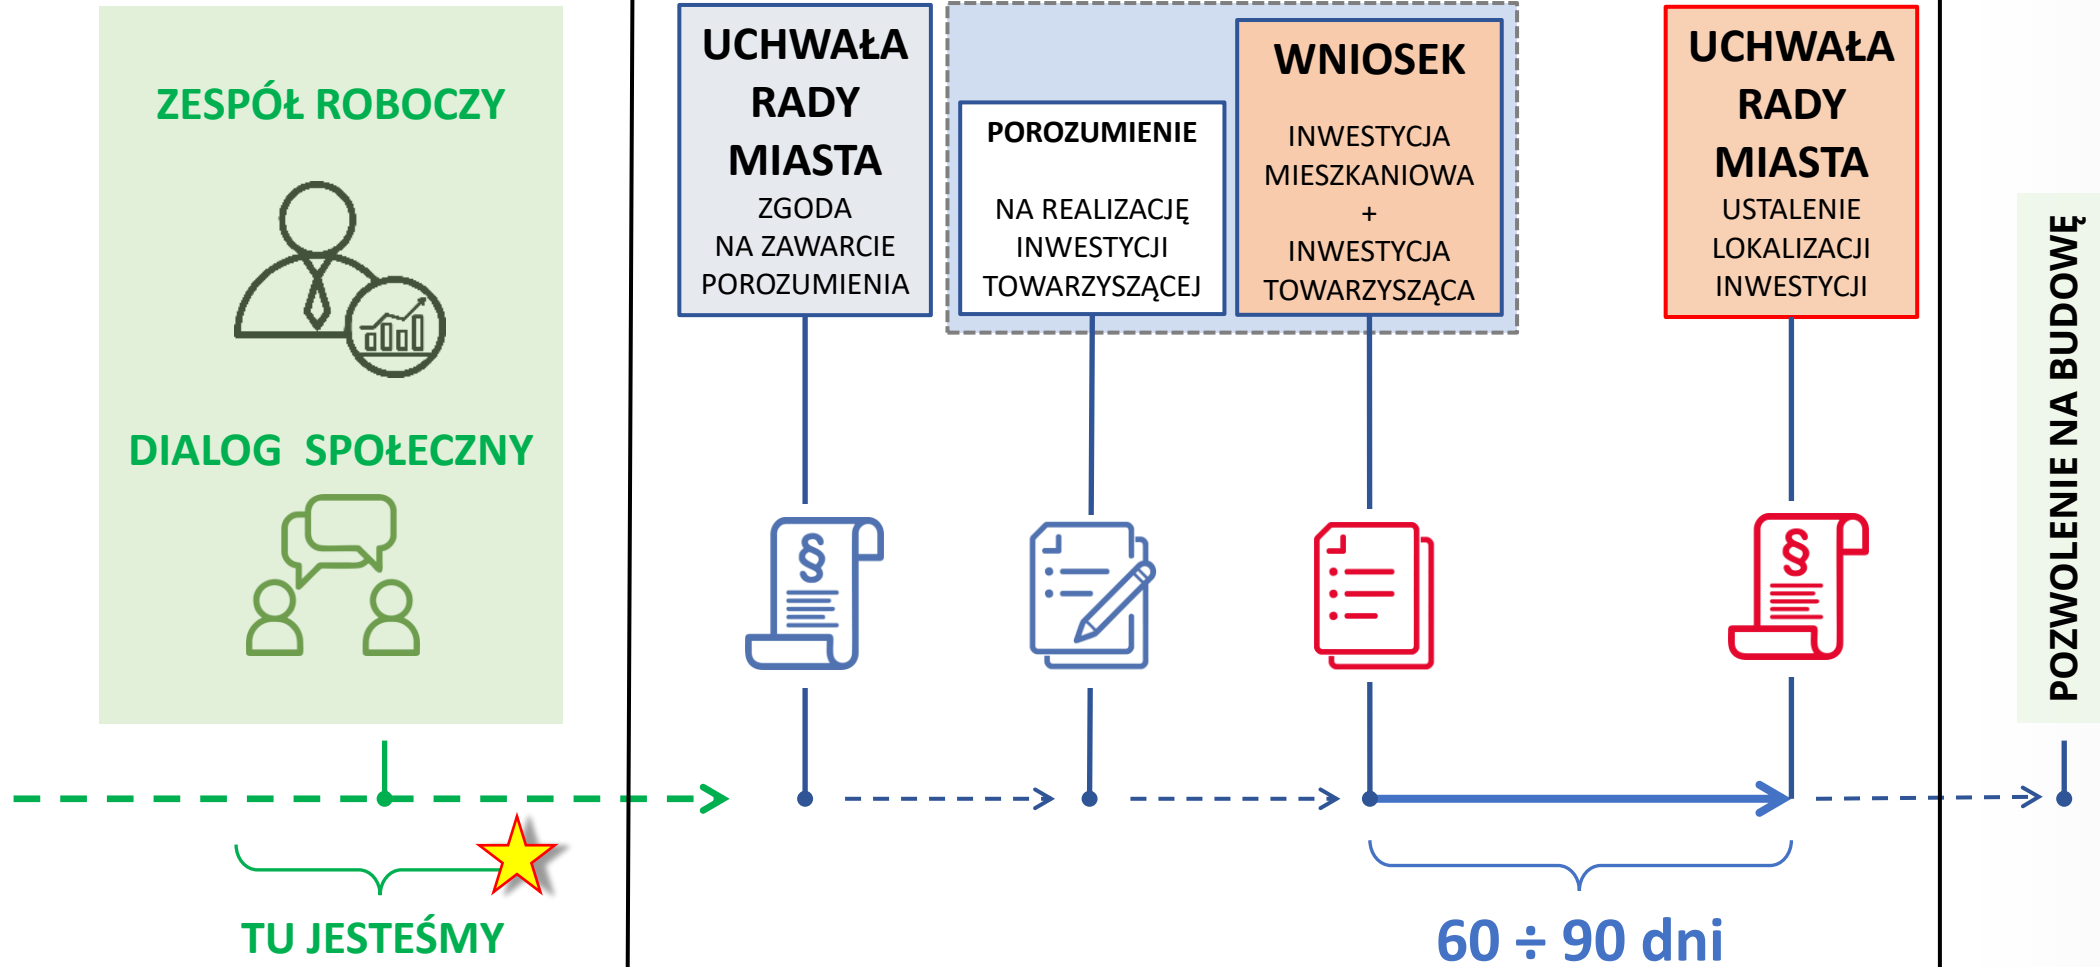 ZESPÓŁ ROBOCZY
DIALOG SPOŁECZNY
TU JESTEŚMY
UCHWAŁA
RADY
MIASTA
ZGODA
NA ZAWARCIE
POROZUMIENIA
§
POROZUMIENIE
NA REALIZACJĘ
INWESTYCJI
TOWARZYSZĄCEJ
WNIOSEK
INWESTYCJA
MIESZKANIOWA
+
INWESTYCJA
TOWARZYSZĄCA
UCHWAŁA
RADY
MIASTA
USTALENIE
LOKALIZACJI
INWESTYCJI
§
60 ÷ 90 dni
POZWOLENIE NA BUDOWĘ